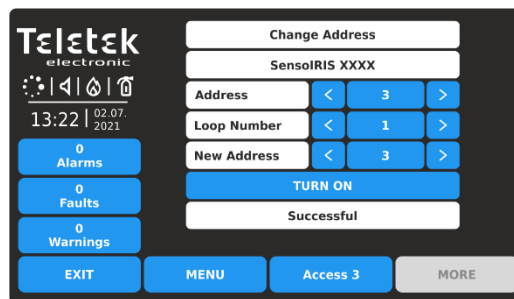 Teletek
electronic
13:22 02.07.
2021
0
Alarms
0
Faults
0
Warnings
Change Address
SensoIRIS XXXX
Address < 3 >
Loop Number < 1 >
New Address < 3 >
TURN ON
Successful
EXIT MENU Access 3 MORE